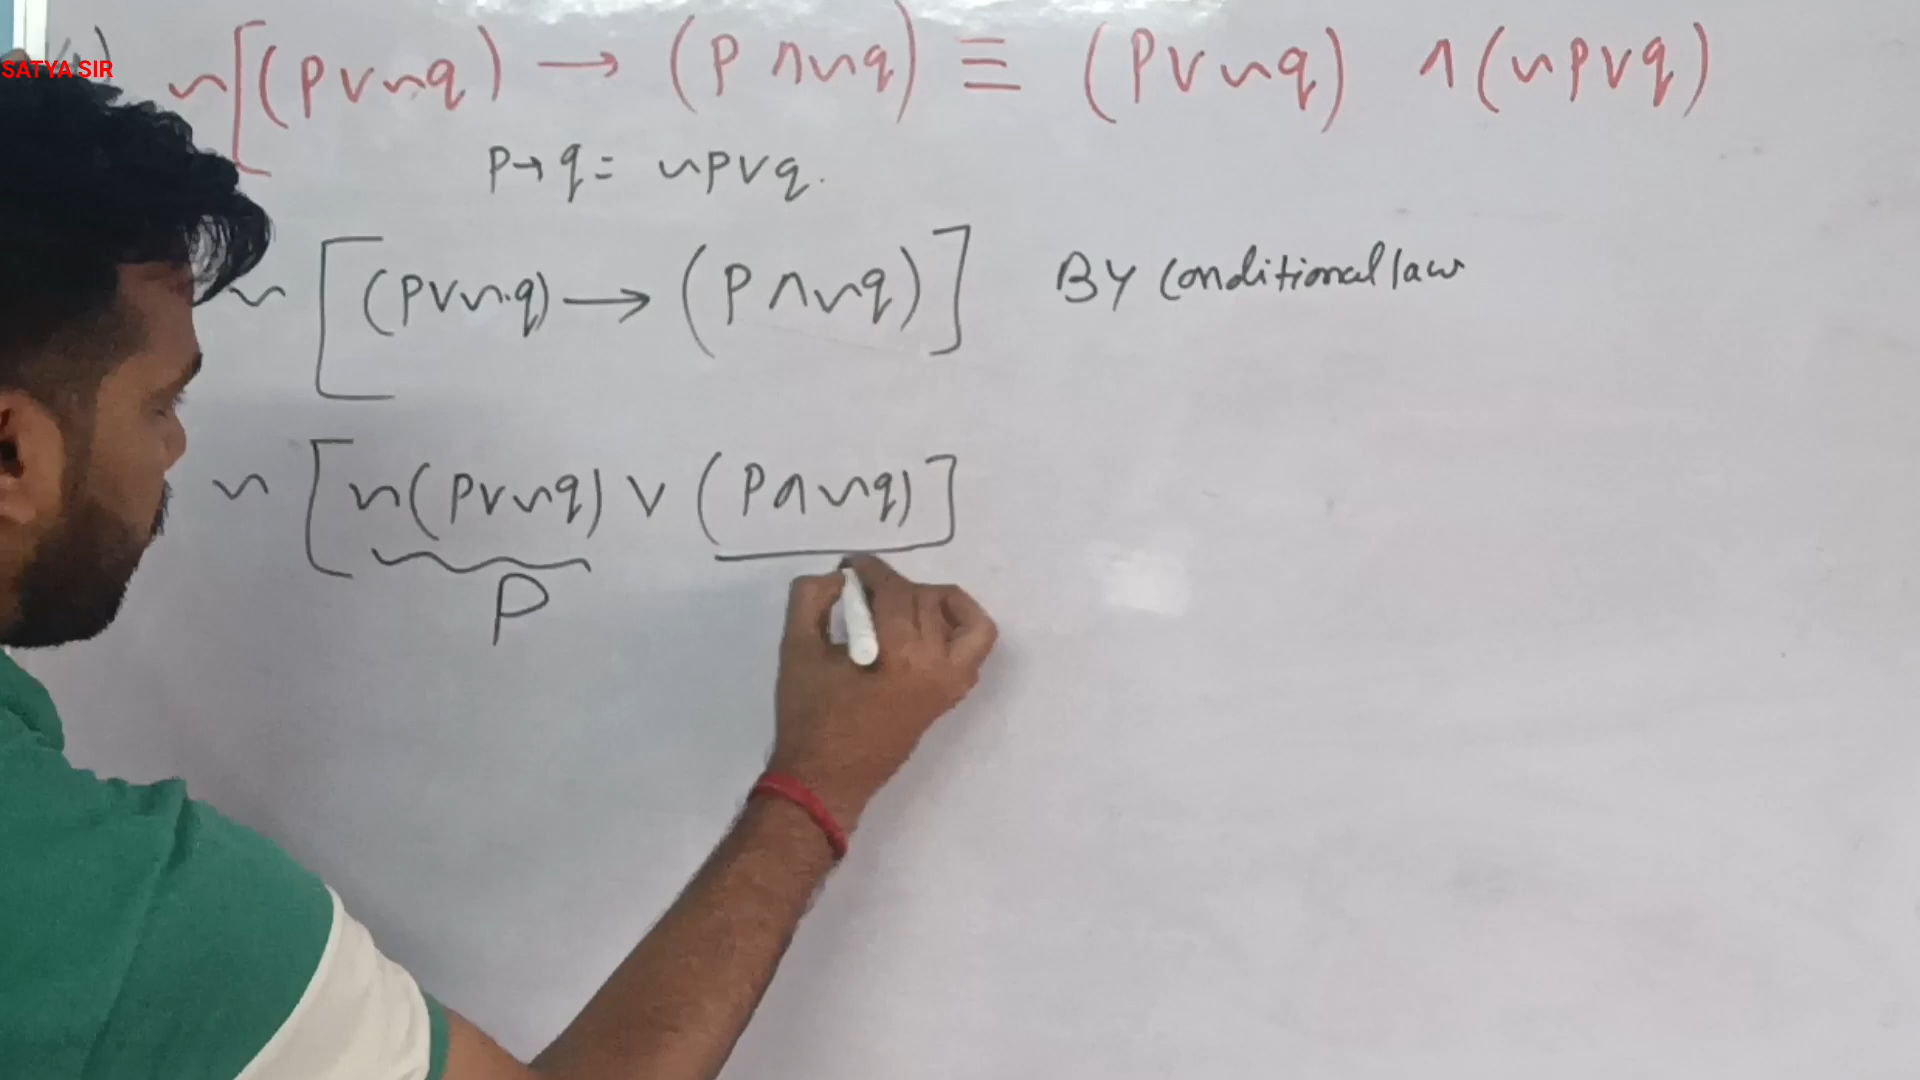 SATYA SIR
~[(p∨~q) → (p∧~q) ≡ (p∨~q) ∧(~p∨q)
p→q = ~p∨q.
~[(p∨~q) → (p∧~q)] BY Conditional law
~[~(p∨~q) ∨ (p∧~q)]
p